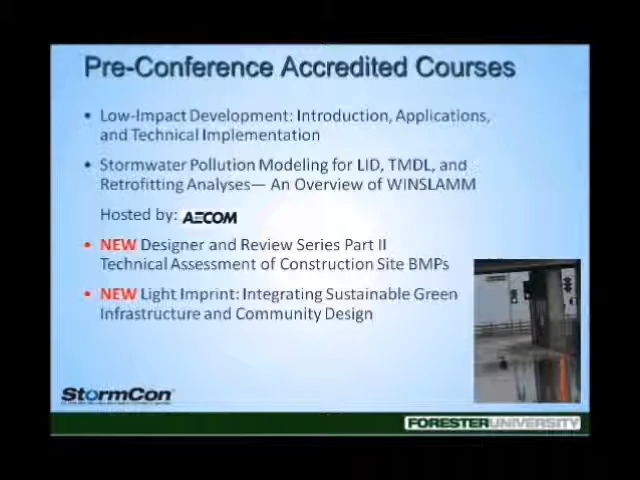 Pre-Conference Accredited Courses
• Low-Impact Development: Introduction, Applications,
and Technical Implementation
• Stormwater Pollution Modeling for LID, TMDL, and
Retrofitting Analyses— An Overview of WINSLAMM
Hosted by: AECOM
• NEW Designer and Review Series Part II
Technical Assessment of Construction Site BMPs
• NEW Light Imprint: Integrating Sustainable Green
Infrastructure and Community Design
StormCon
FORESTERUNIVERSITY